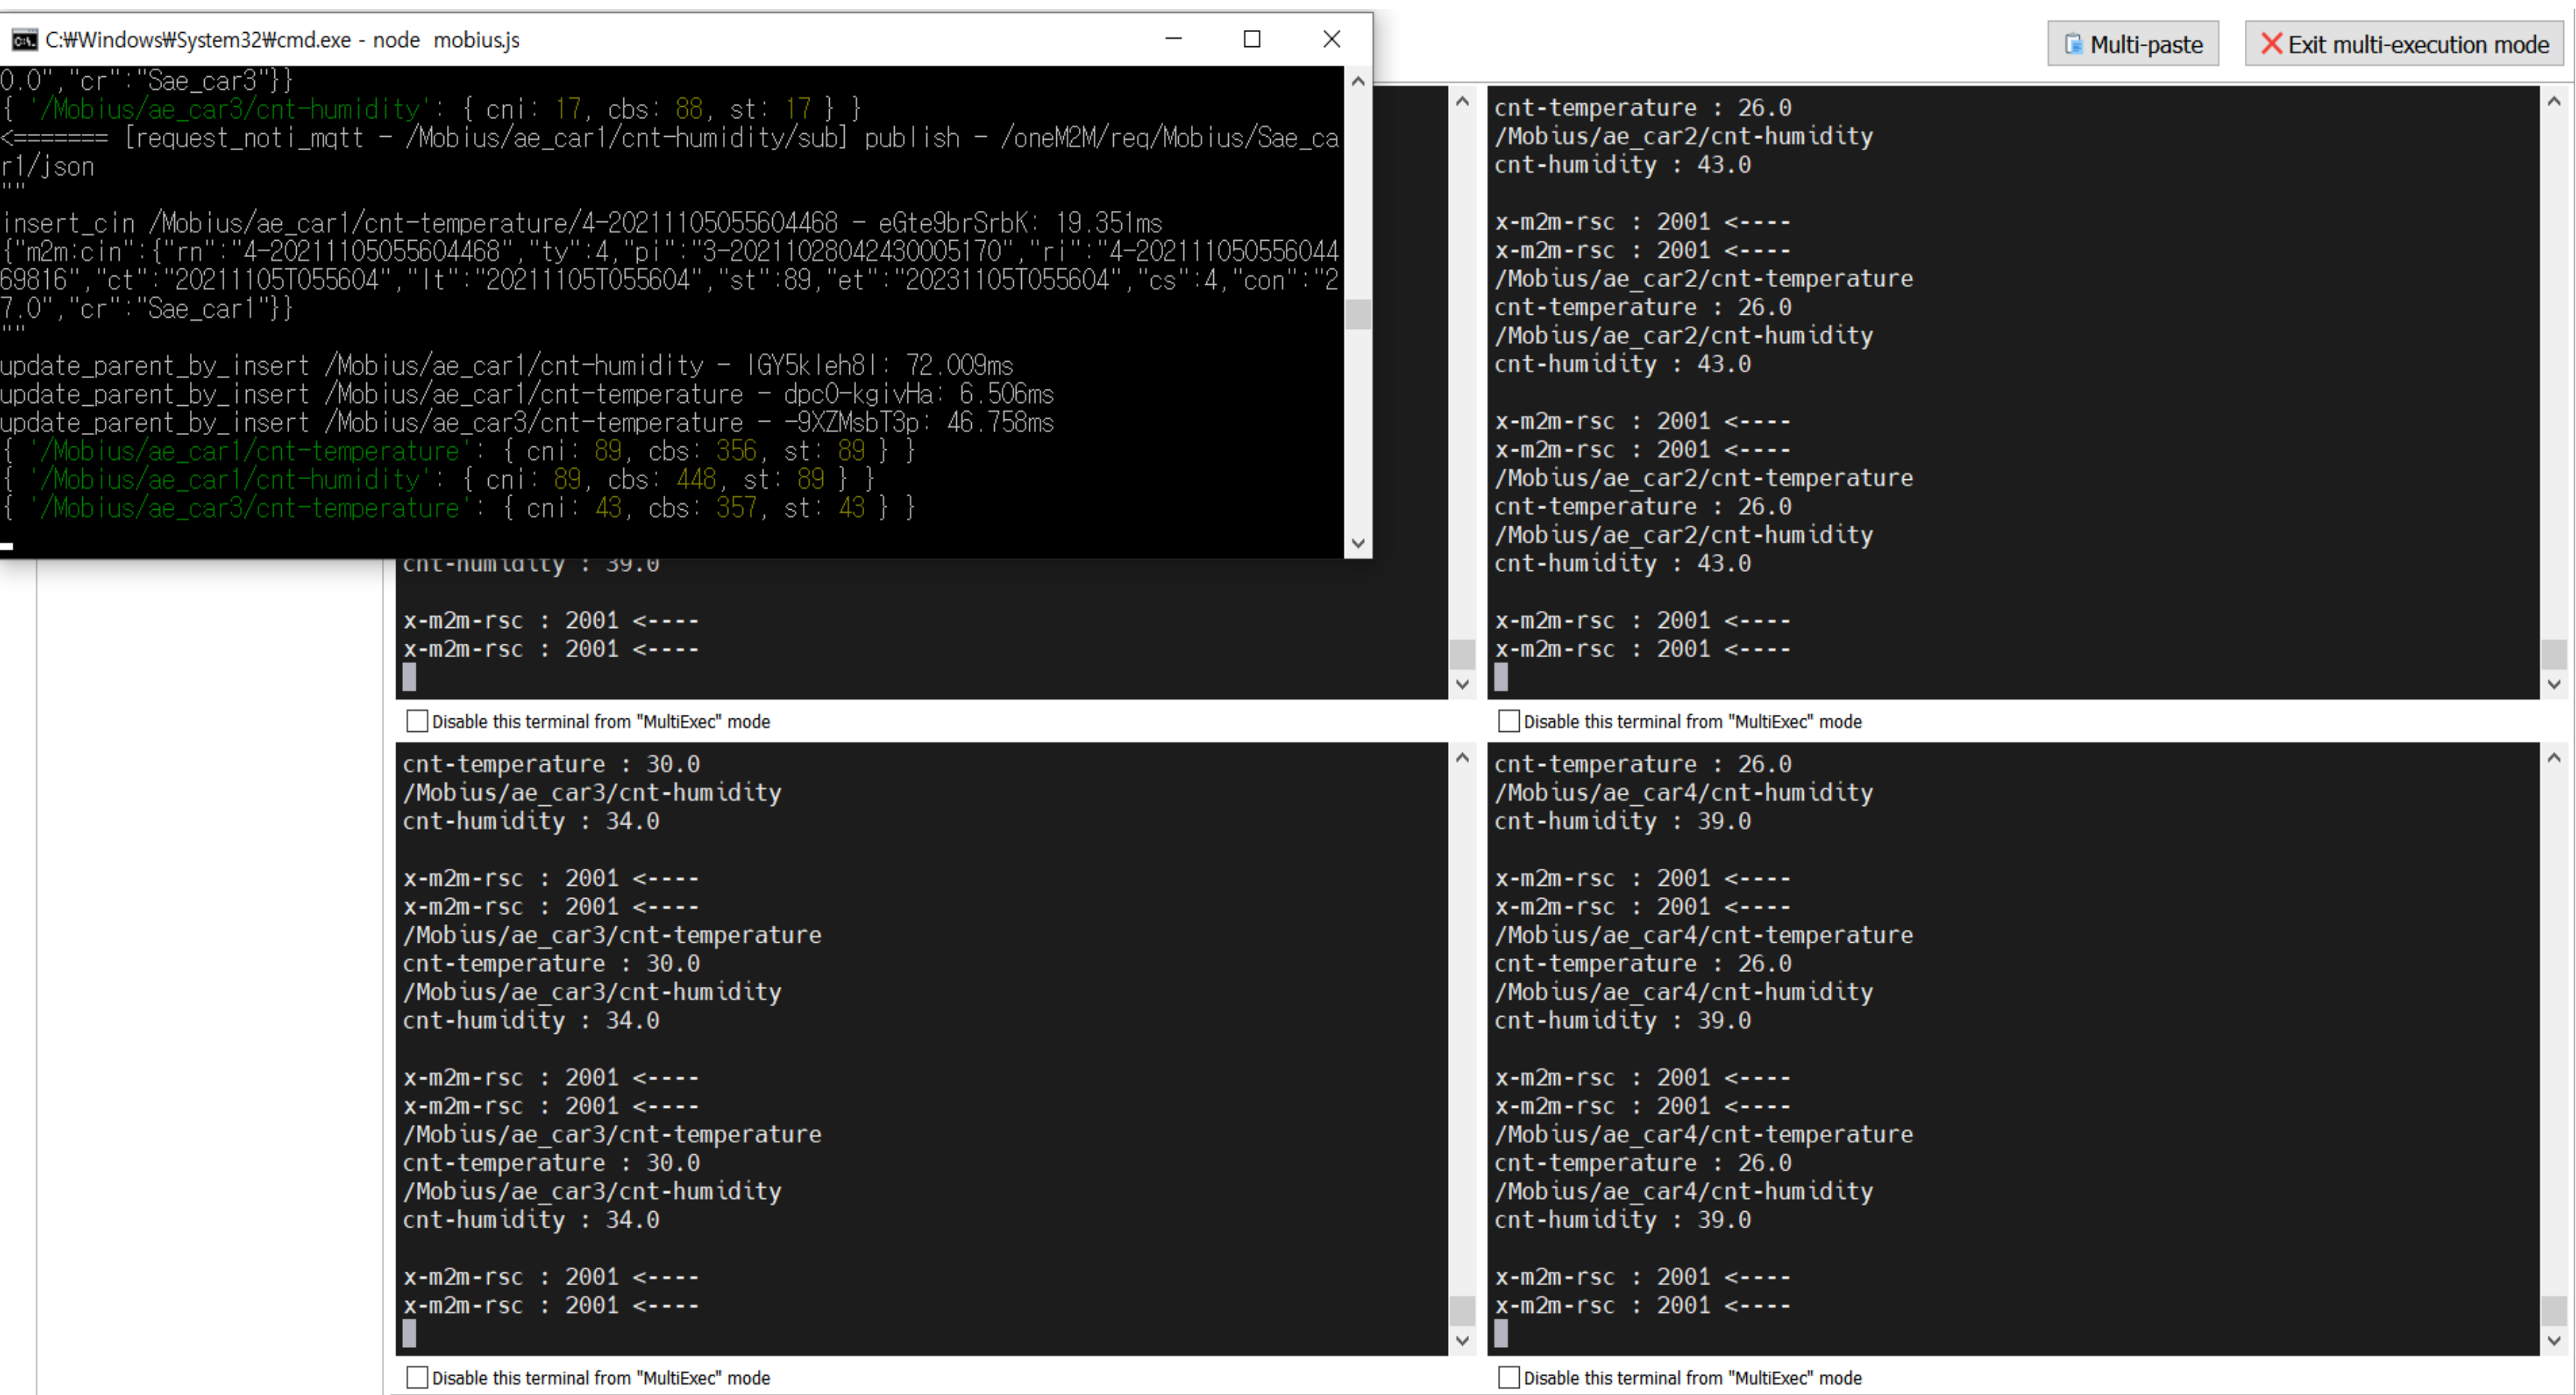 C:₩Windows₩System32₩cmd.exe - node  mobius.js
0.0","cr":"Sae_car3"}}
{ '/Mobius/ae_car3/cnt-humidity': { cni: 17, cbs: 88, st: 17 } }
<======= [request_noti_mqtt - /Mobius/ae_car1/cnt-humidity/sub] publish - /oneM2M/req/Mobius/Sae_ca
r1/json
""
insert_cin /Mobius/ae_car1/cnt-temperature/4-20211105055604468 - eGte9brSrbK: 19.351ms
{"m2m:cin":{"rn":"4-20211105055604468","ty":4,"pi":"3-20211028042430005170","ri":"4-202111050556044
69816","ct":"20211105T055604","lt":"20211105T055604","st":89,"et":"20231105T055604","cs":4,"con":"2
7.0","cr":"Sae_car1"}}
""
update_parent_by_insert /Mobius/ae_car1/cnt-humidity - lGY5kleh8l: 72.009ms
update_parent_by_insert /Mobius/ae_car1/cnt-temperature - dpc0-kgivHa: 6.506ms
update_parent_by_insert /Mobius/ae_car3/cnt-temperature - -9XZMsbT3p: 46.758ms
{ '/Mobius/ae_car1/cnt-temperature': { cni: 89, cbs: 356, st: 89 } }
{ '/Mobius/ae_car1/cnt-humidity': { cni: 89, cbs: 448, st: 89 } }
{ '/Mobius/ae_car3/cnt-temperature': { cni: 43, cbs: 357, st: 43 } }
Multi-paste
Exit multi-execution mode
cnt-humidity : 39.0
x-m2m-rsc : 2001 <----
x-m2m-rsc : 2001 <----
Disable this terminal from "MultiExec" mode
cnt-temperature : 26.0
/Mobius/ae_car2/cnt-humidity
cnt-humidity : 43.0
x-m2m-rsc : 2001 <----
x-m2m-rsc : 2001 <----
/Mobius/ae_car2/cnt-temperature
cnt-temperature : 26.0
/Mobius/ae_car2/cnt-humidity
cnt-humidity : 43.0
x-m2m-rsc : 2001 <----
x-m2m-rsc : 2001 <----
/Mobius/ae_car2/cnt-temperature
cnt-temperature : 26.0
/Mobius/ae_car2/cnt-humidity
cnt-humidity : 43.0
x-m2m-rsc : 2001 <----
x-m2m-rsc : 2001 <----
Disable this terminal from "MultiExec" mode
cnt-temperature : 30.0
/Mobius/ae_car3/cnt-humidity
cnt-humidity : 34.0
x-m2m-rsc : 2001 <----
x-m2m-rsc : 2001 <----
/Mobius/ae_car3/cnt-temperature
cnt-temperature : 30.0
/Mobius/ae_car3/cnt-humidity
cnt-humidity : 34.0
x-m2m-rsc : 2001 <----
x-m2m-rsc : 2001 <----
/Mobius/ae_car3/cnt-temperature
cnt-temperature : 30.0
/Mobius/ae_car3/cnt-humidity
cnt-humidity : 34.0
x-m2m-rsc : 2001 <----
x-m2m-rsc : 2001 <----
Disable this terminal from "MultiExec" mode
cnt-temperature : 26.0
/Mobius/ae_car4/cnt-humidity
cnt-humidity : 39.0
x-m2m-rsc : 2001 <----
x-m2m-rsc : 2001 <----
/Mobius/ae_car4/cnt-temperature
cnt-temperature : 26.0
/Mobius/ae_car4/cnt-humidity
cnt-humidity : 39.0
x-m2m-rsc : 2001 <----
x-m2m-rsc : 2001 <----
/Mobius/ae_car4/cnt-temperature
cnt-temperature : 26.0
/Mobius/ae_car4/cnt-humidity
cnt-humidity : 39.0
x-m2m-rsc : 2001 <----
x-m2m-rsc : 2001 <----
Disable this terminal from "MultiExec" mode